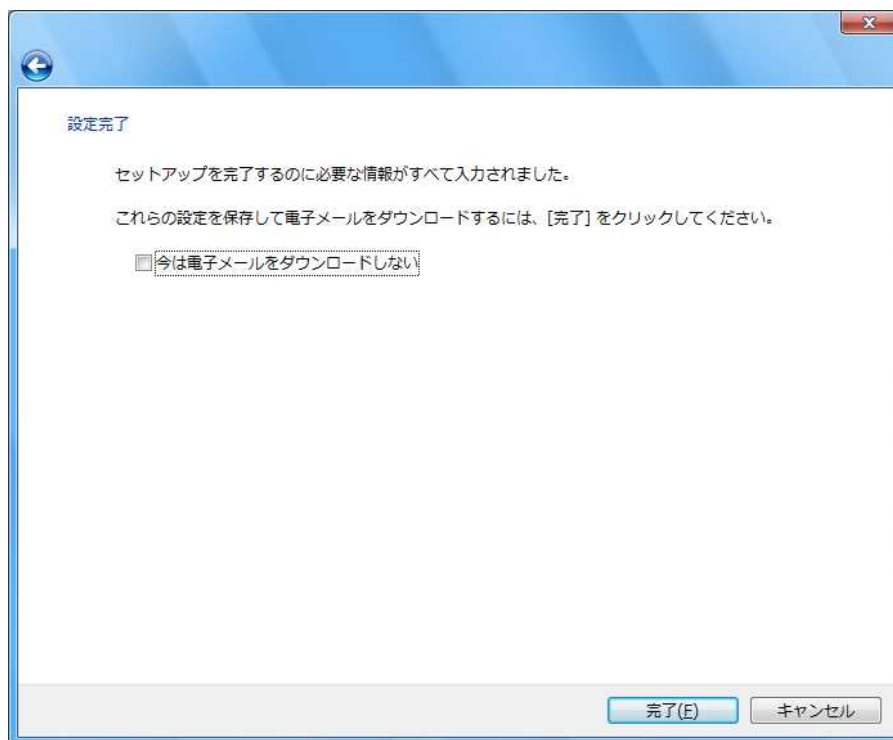 設定完了
セットアップを完了するのに必要な情報がすべて入力されました。
これらの設定を保存して電子メールをダウンロードするには、[完了] をクリックしてください。
今は電子メールをダウンロードしない
完了(F)
キャンセル